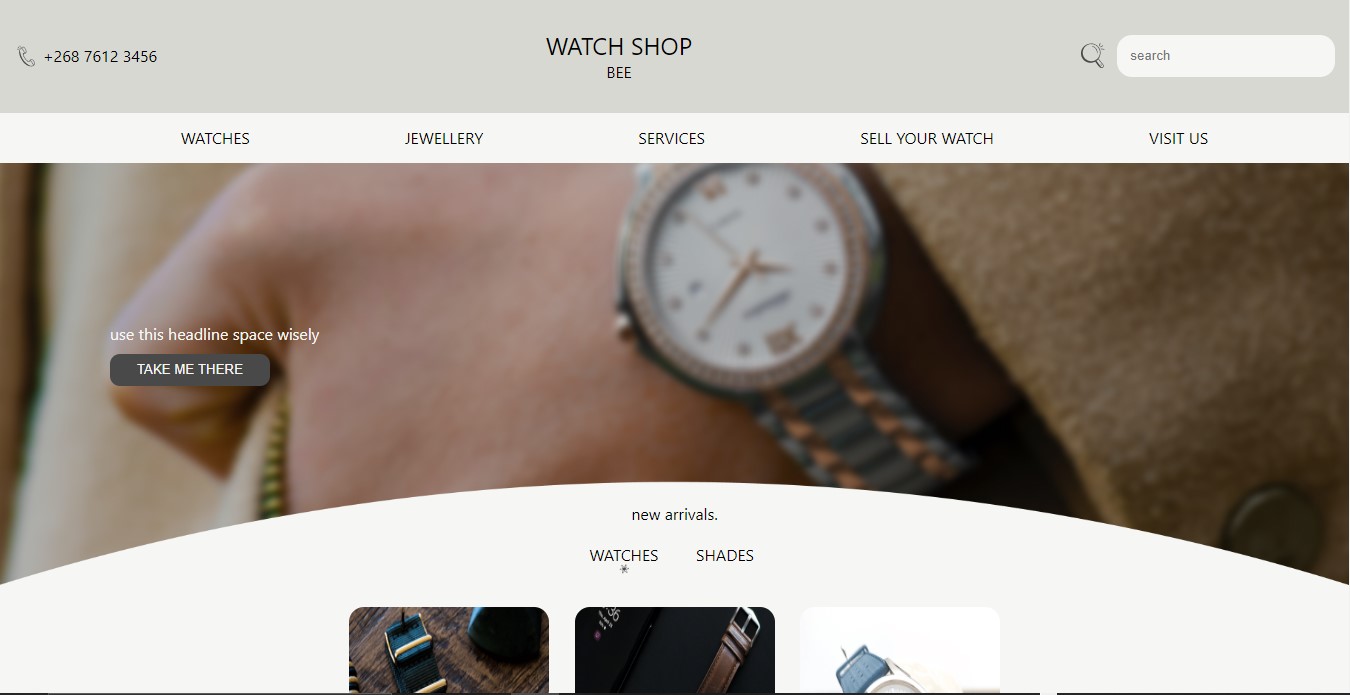 +268 7612 3456
WATCH SHOP
BEE
search
WATCHES
JEWELLERY
SERVICES
SELL YOUR WATCH
VISIT US
use this headline space wisely
TAKE ME THERE
new arrivals.
WATCHES
SHADES